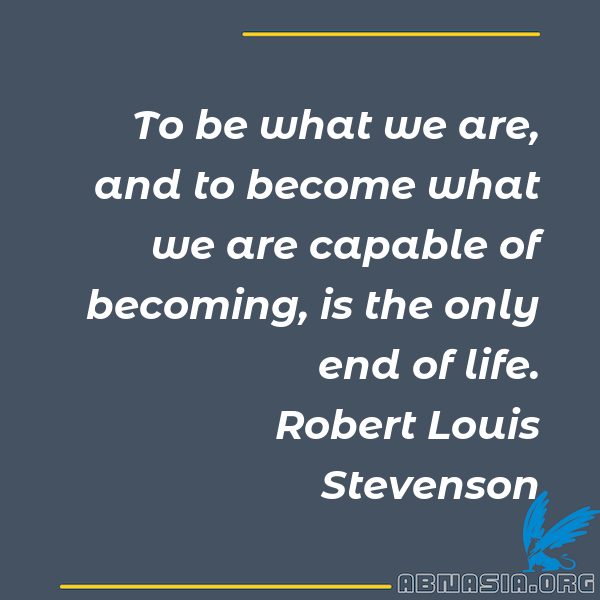 To be what we are,
and to become what
we are capable of
becoming, is the only
end of life.
Robert Louis
Stevenson
ABNASIA.ORG